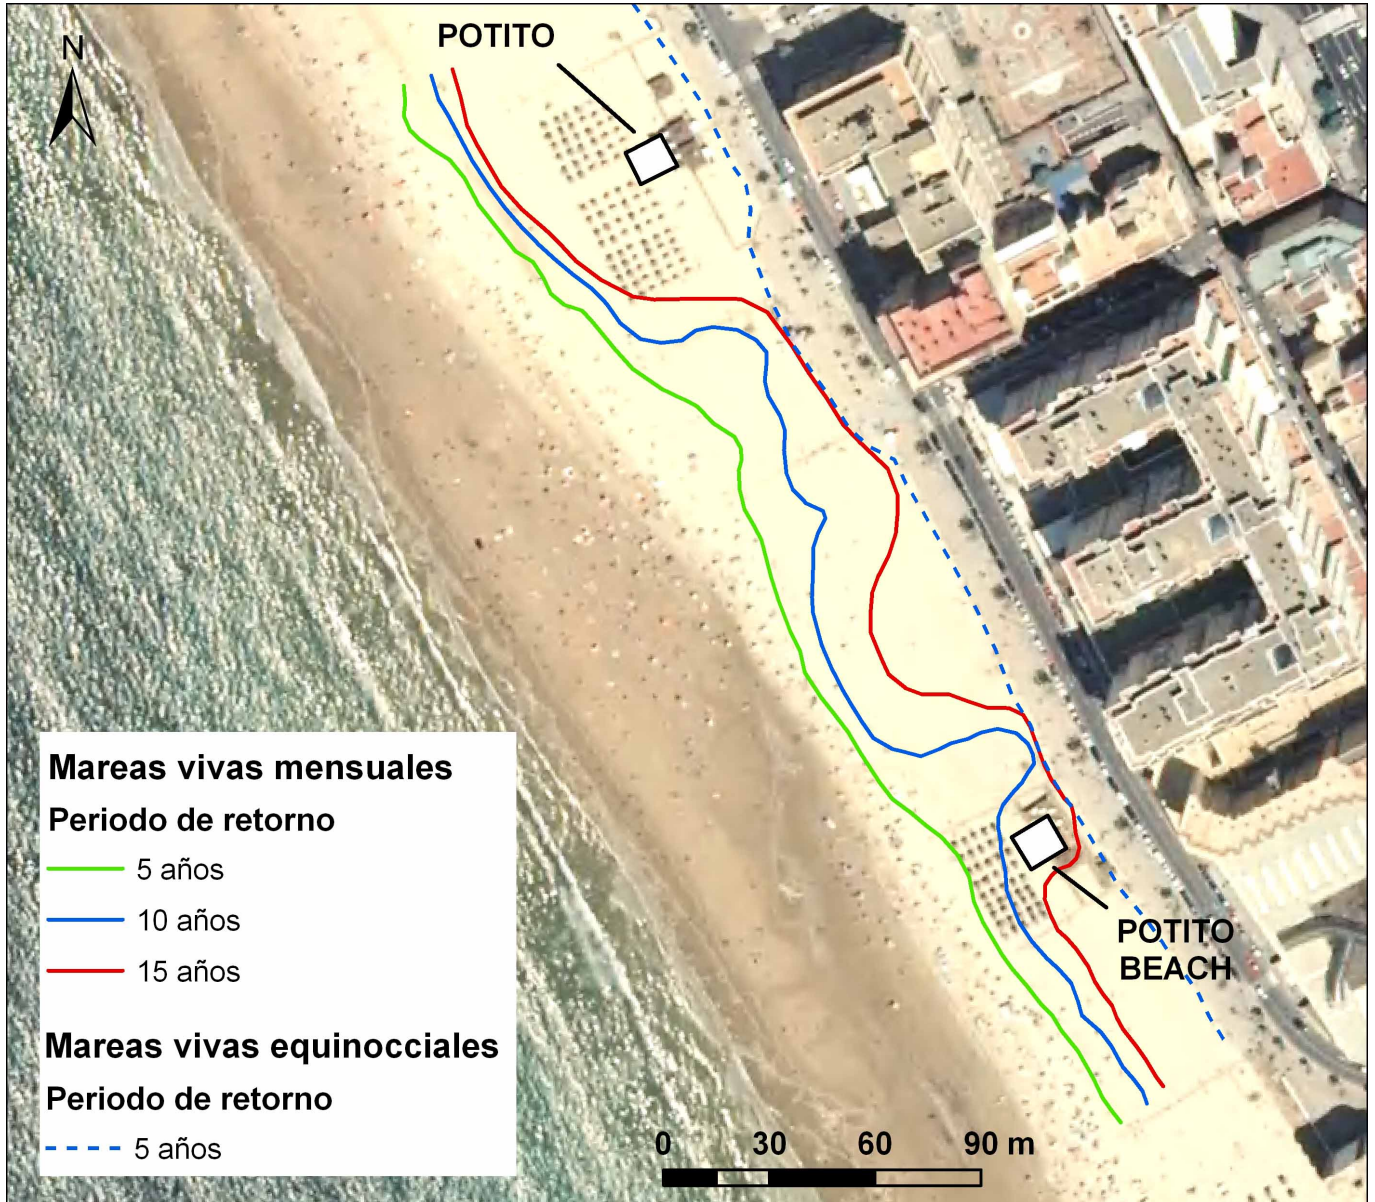 POTITO
N
Mareas vivas mensuales
Periodo de retorno
5 años
10 años
15 años
Mareas vivas equinocciales
Periodo de retorno
5 años
POTITO
BEACH
0 30 60 90 m